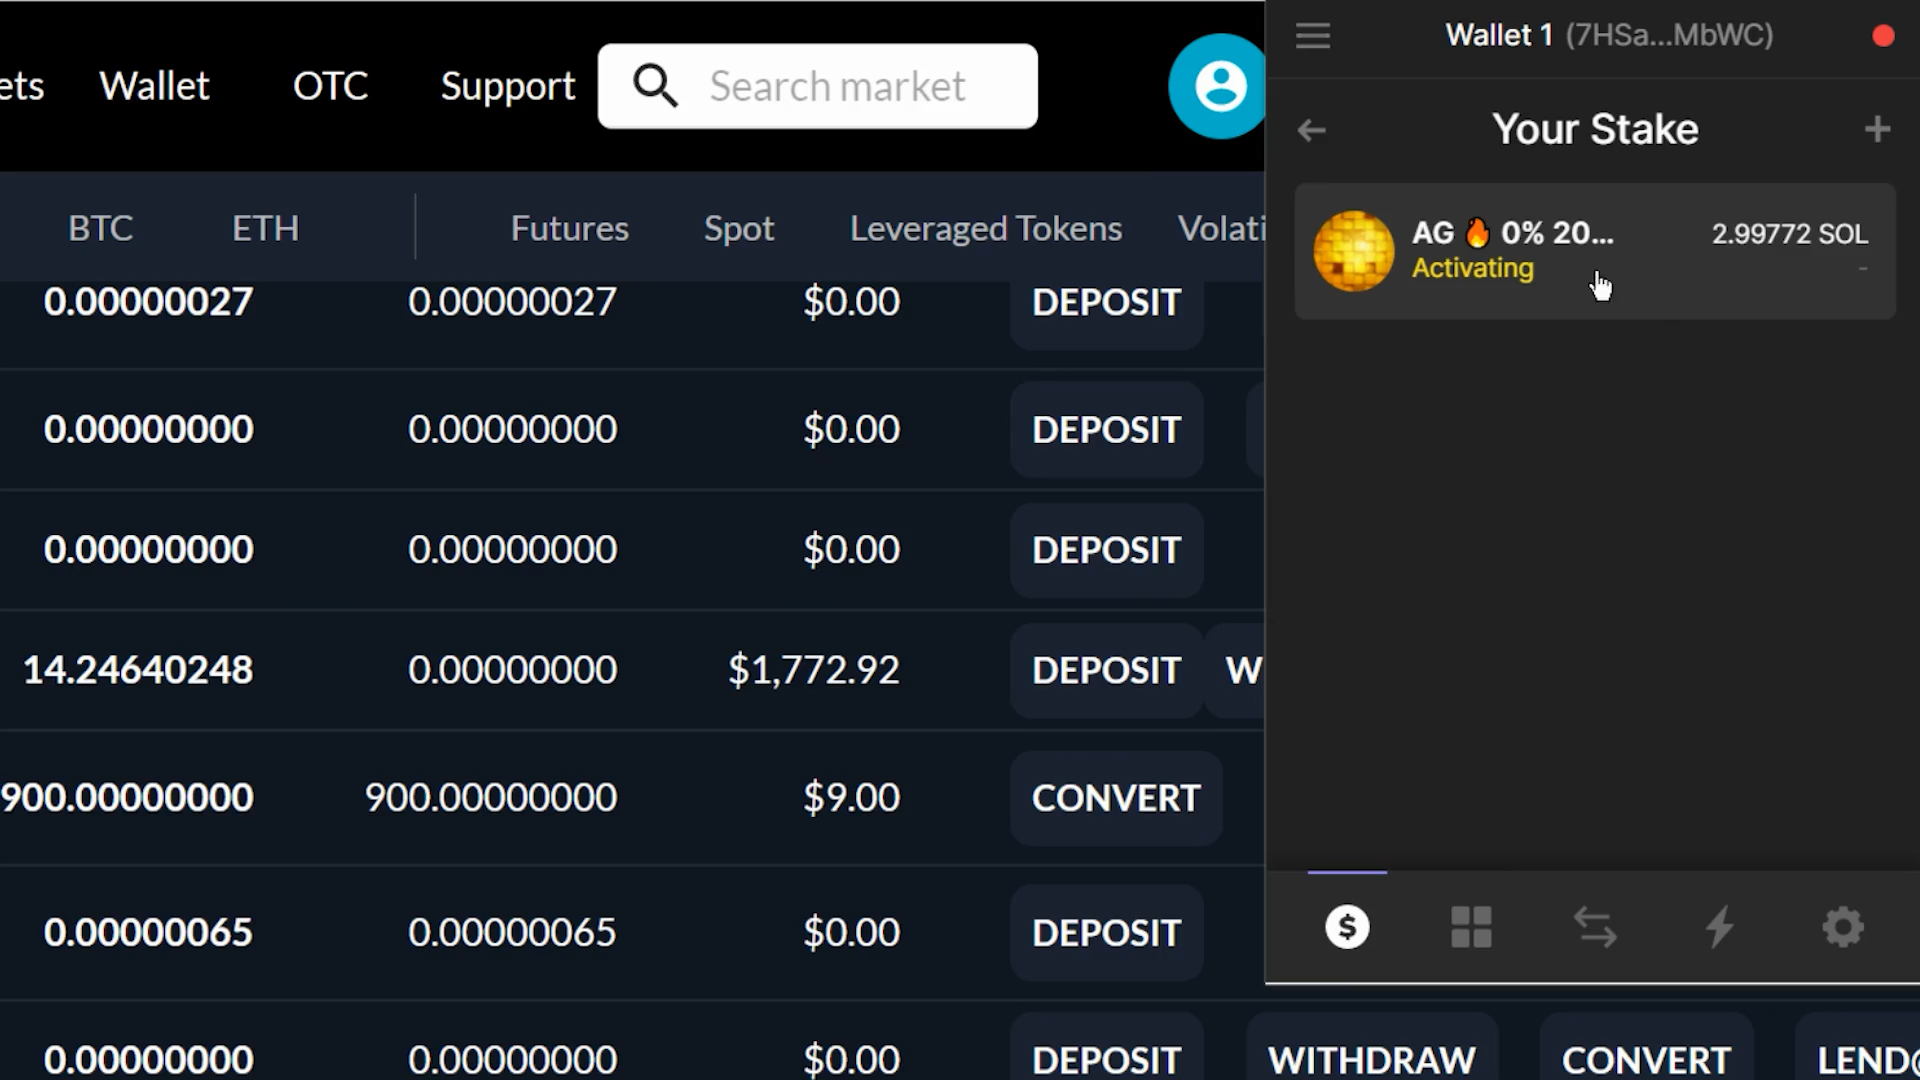 ets Wallet OTC Support Search market
BTC ETH Futures Spot Leveraged Tokens Volati
0.00000027 0.00000027 $0.00 DEPOSIT
0.00000000 0.00000000 $0.00 DEPOSIT
0.00000000 0.00000000 $0.00 DEPOSIT
14.24640248 0.00000000 $1,772.92 DEPOSIT W
900.00000000 900.00000000 $9.00 CONVERT
0.00000065 0.00000065 $0.00 DEPOSIT
0.00000000 0.00000000 $0.00 DEPOSIT WITHDRAW CONVERT LEND@
Wallet 1 (7HSa...MbWC)
Your Stake
AG 🔥 0% 20... 2.99772 SOL
Activating -